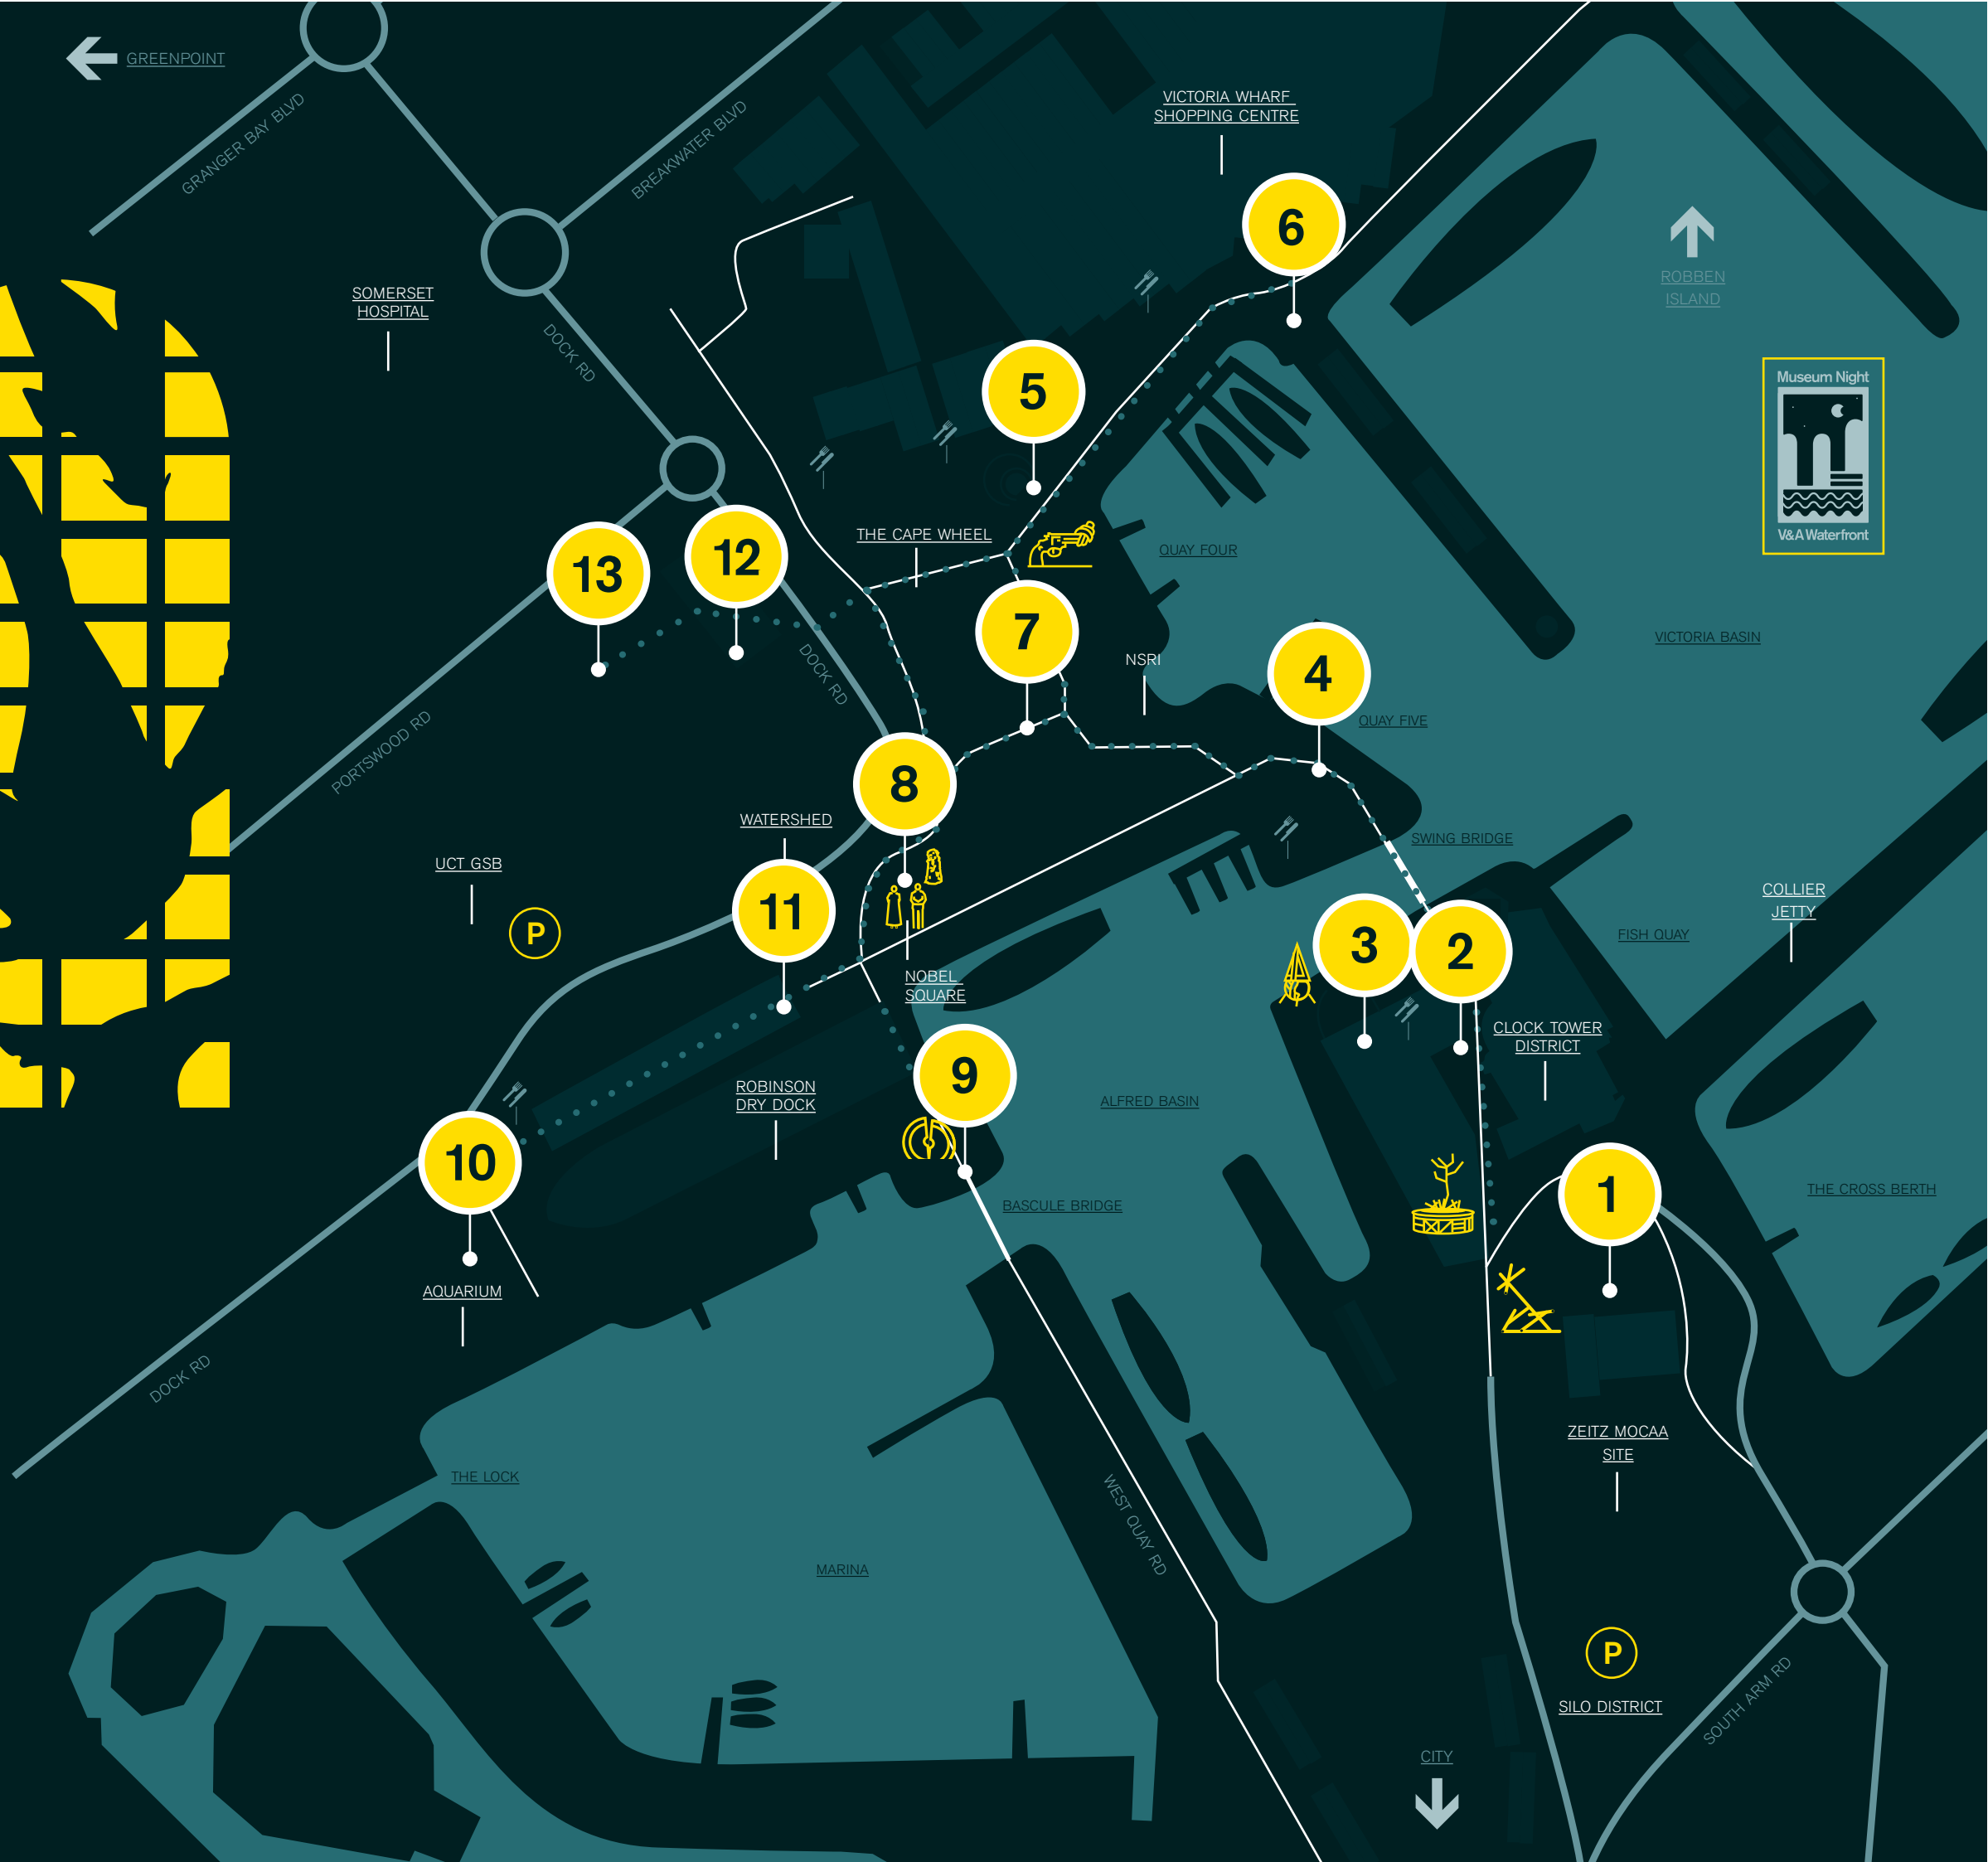 GREENPOINT
GRANGER BAY BLVD
BREAKWATER BLVD
VICTORIA WHARF
SHOPPING CENTRE
6
ROBBEN
ISLAND
SOMERSET
HOSPITAL
DOCK RD
5
Museum Night
V&A Waterfront
THE CAPE WHEEL
QUAY FOUR
13
12
7
NSRI
4
VICTORIA BASIN
QUAY FIVE
DOCK RD
PORTSWOOD RD
8
WATERSHED
SWING BRIDGE
UCT GSB
P
11
COLLIER
JETTY
FISH QUAY
3
2
NOBEL
SQUARE
CLOCK TOWER
DISTRICT
ROBINSON
DRY DOCK
9
ALFRED BASIN
10
1
THE CROSS BERTH
BASCULE BRIDGE
AQUARIUM
DOCK RD
ZEITZ MOCAA
SITE
THE LOCK
WEST QUAY RD
MARINA
P
SILO DISTRICT
SOUTH ARM RD
CITY